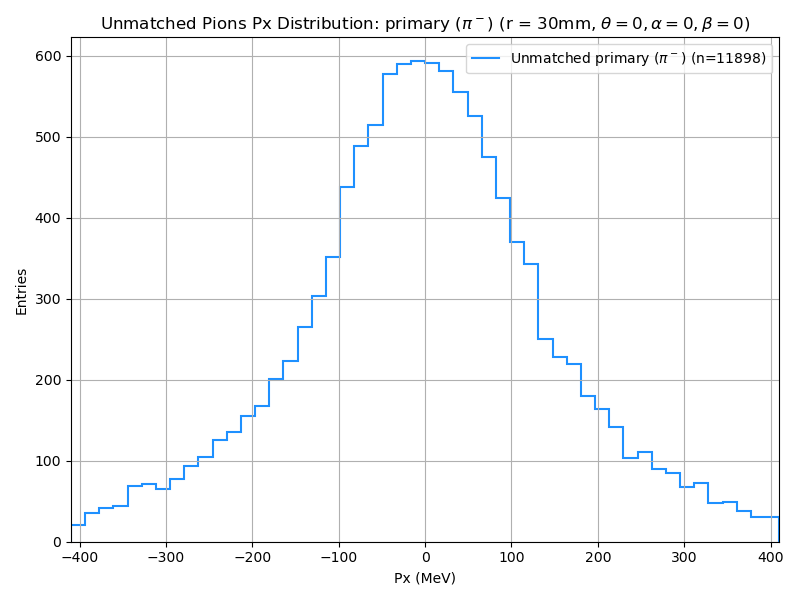 Unmatched Pions Px Distribution: primary (π⁻) (r = 30mm, θ = 0, α = 0, β = 0)
Unmatched primary (π⁻) (n=11898)
600
500
400
300
200
100
0
Entries
−400 −300 −200 −100 0 100 200 300 400
Px (MeV)